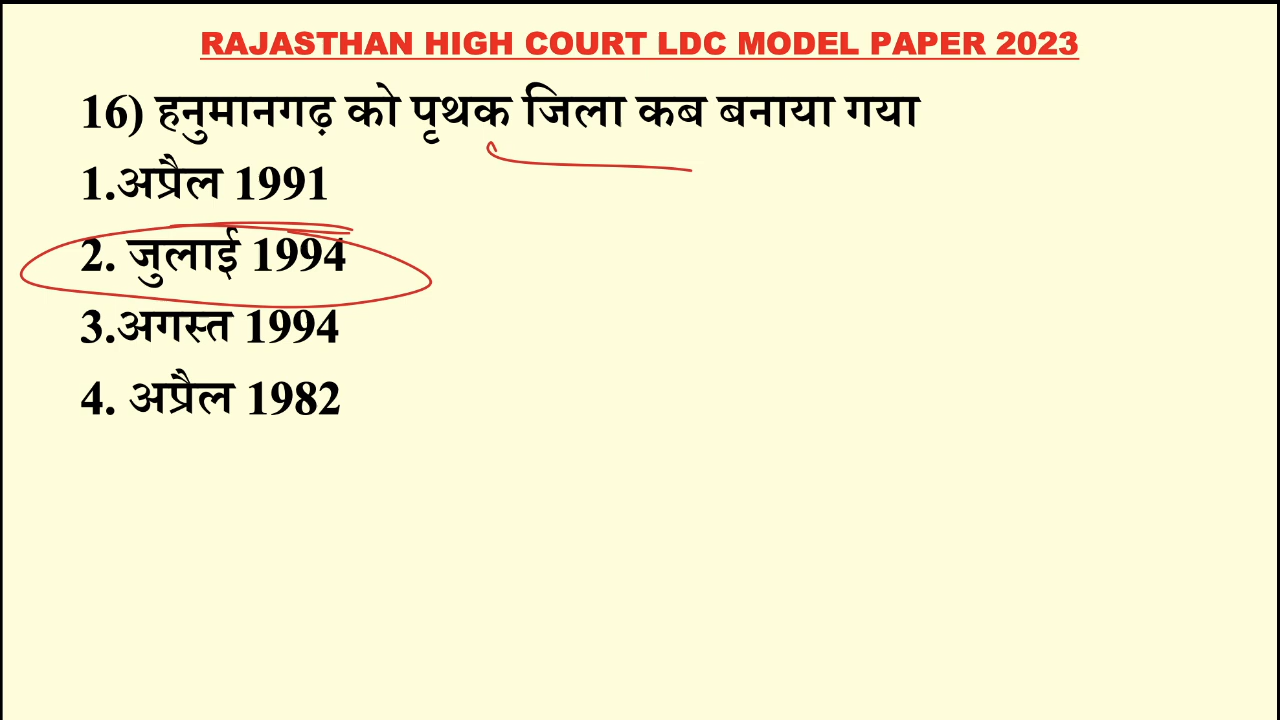 RAJASTHAN HIGH COURT LDC MODEL PAPER 2023
16) हनुमानगढ़ को पृथक जिला कब बनाया गया
1.अप्रैल 1991
2. जुलाई 1994
3.अगस्त 1994
4. अप्रैल 1982